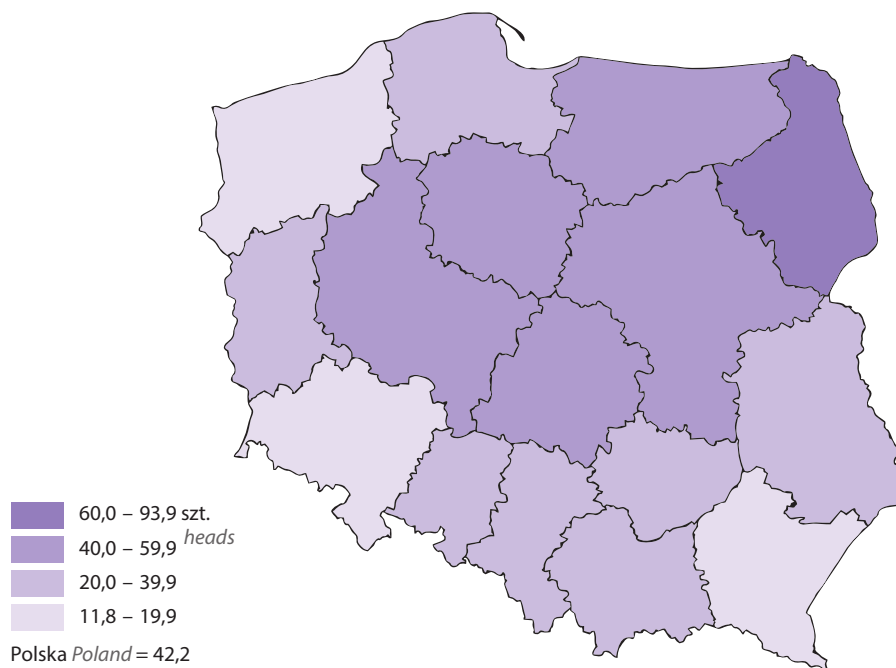 60,0 – 93,9 szt.
40,0 – 59,9 heads
20,0 – 39,9
11,8 – 19,9
Polska Poland = 42,2